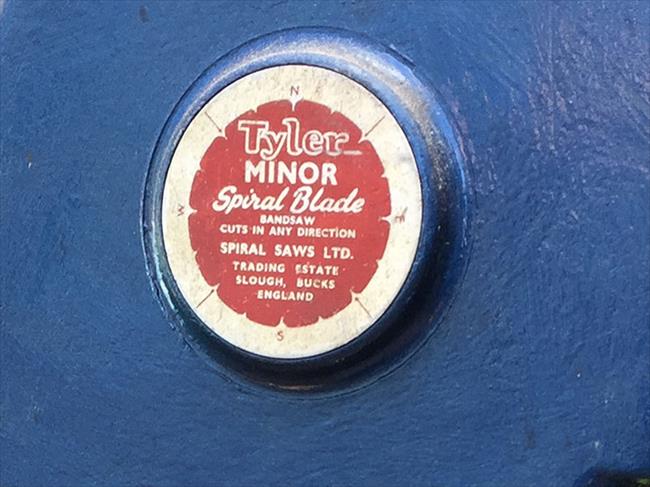 N
Tyler
MINOR
Spiral Blade
BANDSAW
CUTS IN ANY DIRECTION
SPIRAL SAWS LTD.
TRADING ESTATE
SLOUGH, BUCKS
ENGLAND
W
S